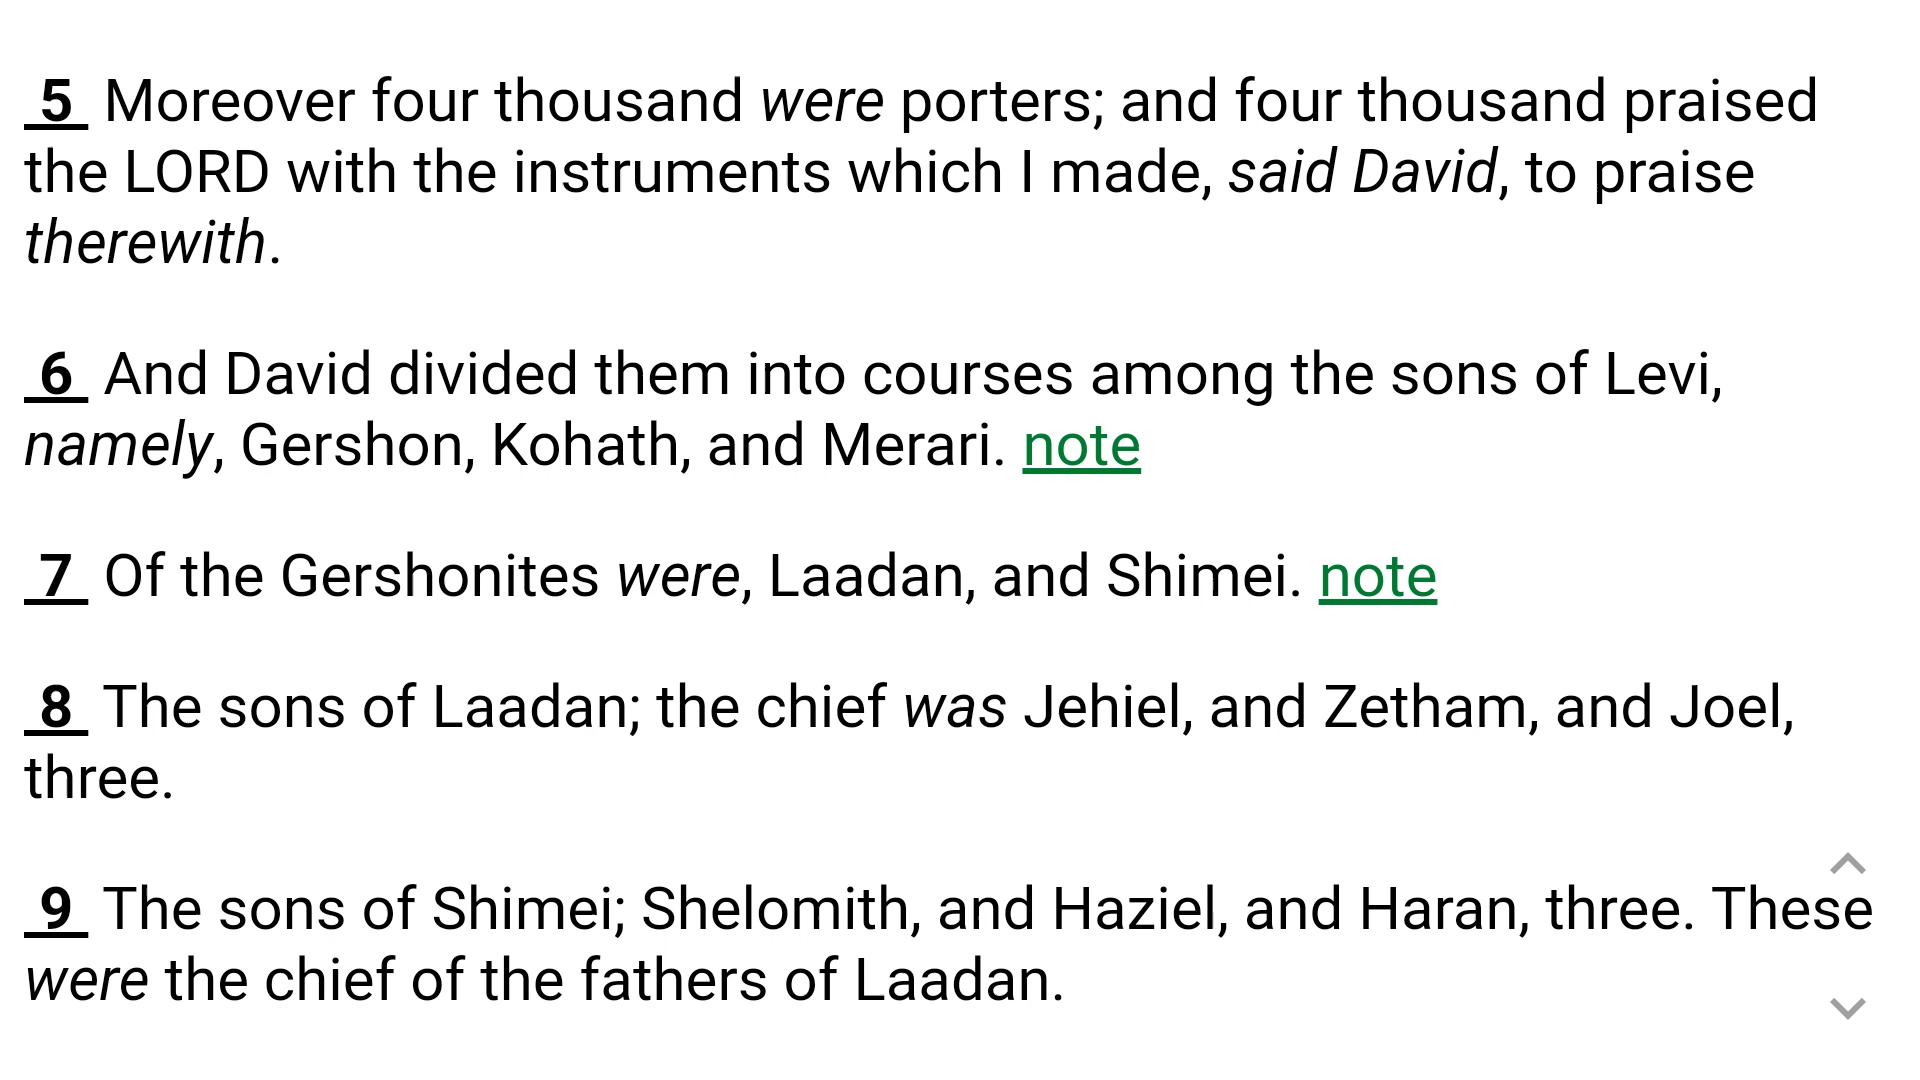 5 Moreover four thousand were porters; and four thousand praised
the LORD with the instruments which I made, said David, to praise
therewith.
6 And David divided them into courses among the sons of Levi,
namely, Gershon, Kohath, and Merari. note
7 Of the Gershonites were, Laadan, and Shimei. note
8 The sons of Laadan; the chief was Jehiel, and Zetham, and Joel,
three.
9 The sons of Shimei; Shelomith, and Haziel, and Haran, three. These
were the chief of the fathers of Laadan.